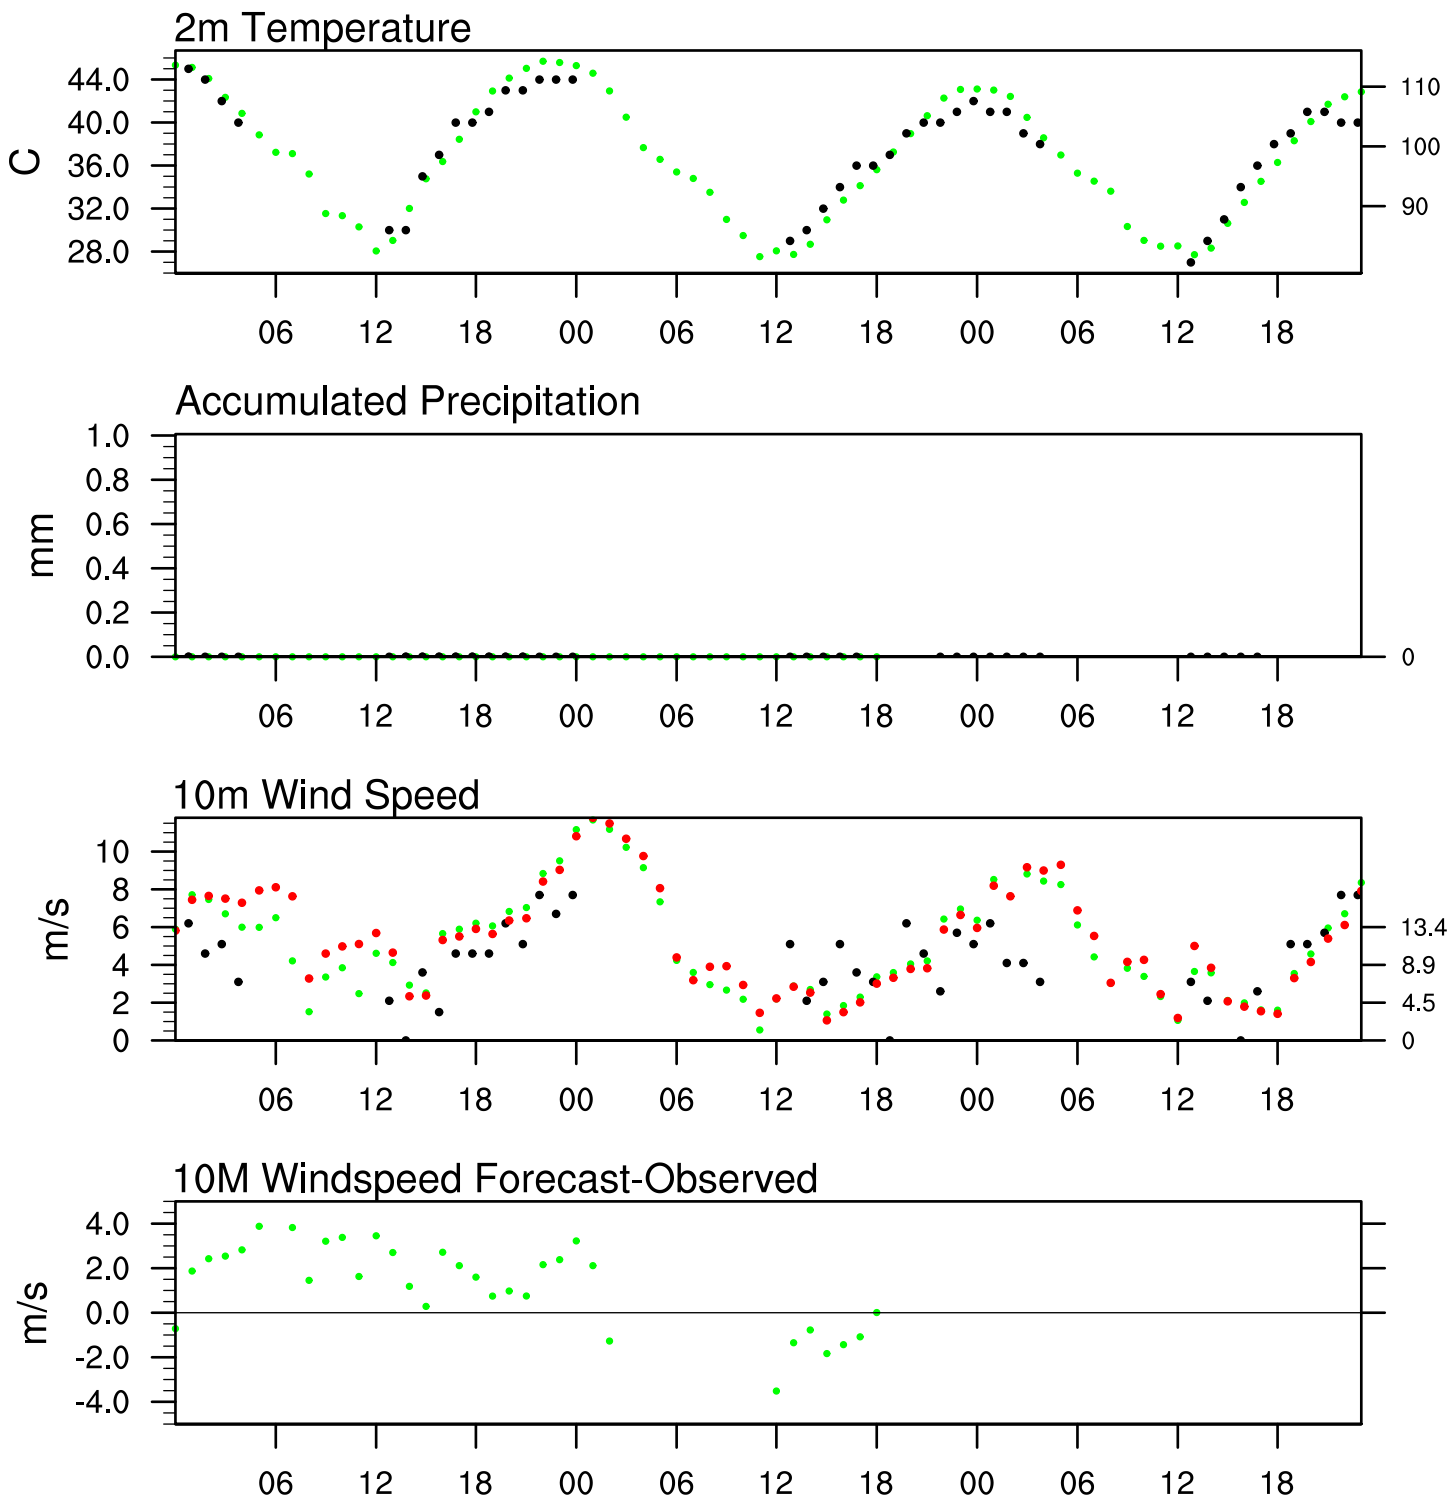 2m Temperature
44.0
110
40.0
C
100
36.0
32.0
90
28.0
06 12 18 00 06 12 18 00 06 12 18
Accumulated Precipitation
1.0
0.8
0.6
mm
0.4
0.2
0.0
0
06 12 18 00 06 12 18 00 06 12 18
10m Wind Speed
10
8
6
13.4
m/s
4
8.9
2
4.5
0
0
06 12 18 00 06 12 18 00 06 12 18
10M Windspeed Forecast-Observed
4.0
2.0
m/s
0.0
-2.0
-4.0
06 12 18 00 06 12 18 00 06 12 18